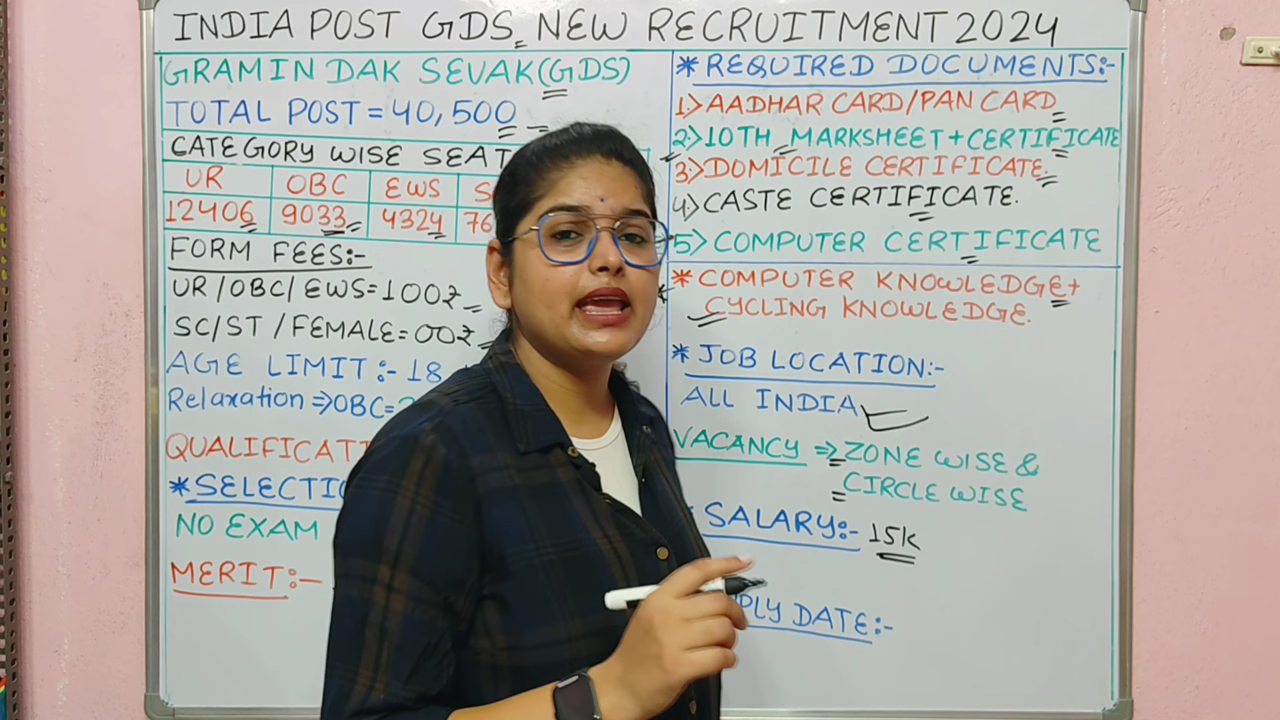 INDIA POST GDS NEW RECRUITMENT 2024
GRAMIN DAK SEVAK(GDS)
TOTAL POST = 40,500
CATEGORY WISE SEAT
UR OBC EWS
12406 9033 4324 76
FORM FEES:-
UR/OBC/EWS=100₹
SC/ST/FEMALE=00₹
AGE LIMIT:- 18
Relaxation ⇒OBC=
*SELECTIO
NO EXAM
MERIT:-
* REQUIRED DOCUMENTS:-
1> AADHAR CARD/PAN CARD
2> 10TH MARKSHEET+CERTIFICATE
3> DOMICILE CERTIFICATE.
4> CASTE CERTIFICATE.
5> COMPUTER CERTIFICATE
* COMPUTER KNOWLEDGE+
CYCLING KNOWLEDGE.
* JOB LOCATION:-
ALL INDIA
VACANCY ⇒ ZONE WISE &
CIRCLE WISE
* SALARY:- 15k
PLY DATE:-